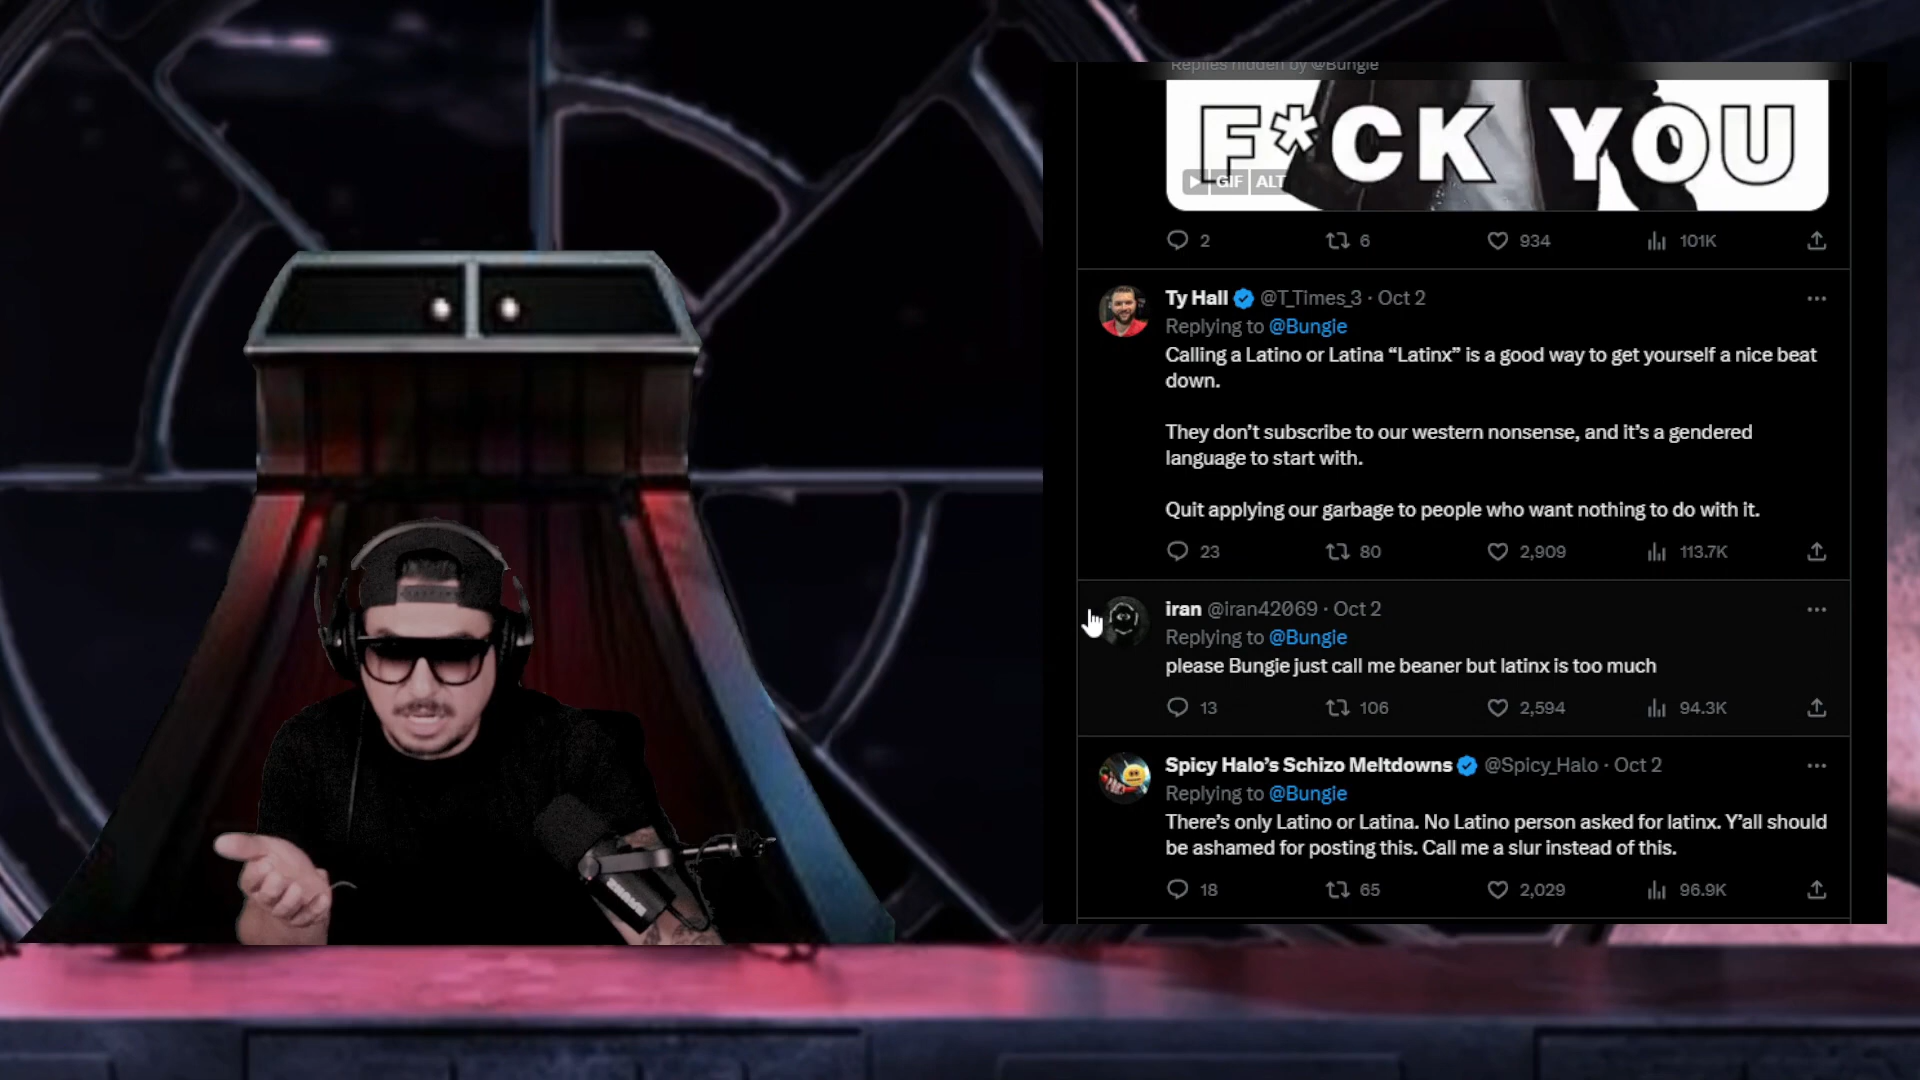 Replies hidden by @Bungie
F*CK YOU
GIF ALT
2 6 934 101K
Ty Hall @T_Times_3 · Oct 2
Replying to @Bungie
Calling a Latino or Latina “Latinx” is a good way to get yourself a nice beat
down.
They don’t subscribe to our western nonsense, and it’s a gendered
language to start with.
Quit applying our garbage to people who want nothing to do with it.
23 80 2,909 113.7K
iran @iran42069 · Oct 2
Replying to @Bungie
please Bungie just call me beaner but latinx is too much
13 106 2,594 94.3K
Spicy Halo’s Schizo Meltdowns @Spicy_Halo · Oct 2
Replying to @Bungie
There’s only Latino or Latina. No Latino person asked for latinx. Y’all should
be ashamed for posting this. Call me a slur instead of this.
18 65 2,029 96.9K